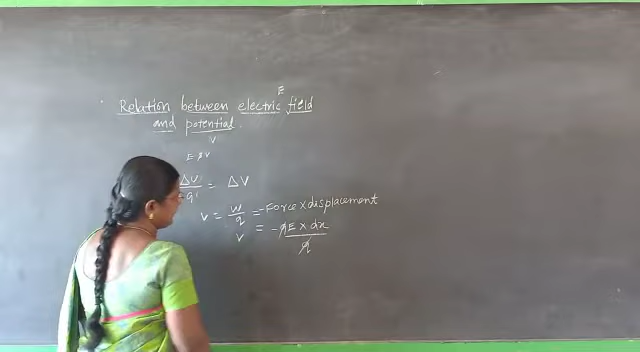 E
Relation between electric field
and potential.
V
E V
ΔV = ΔV
V = W/q = -Force × displacement
V = -qE × dx/q